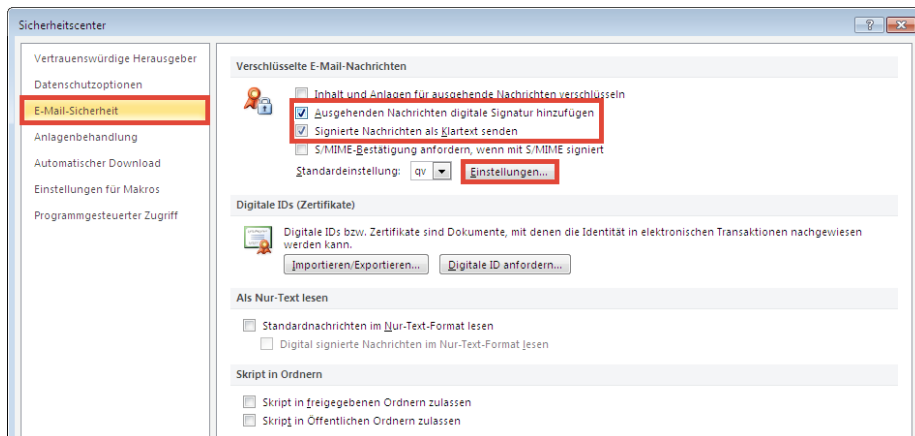 Sicherheitscenter
Vertrauenswürdige Herausgeber
Datenschutzoptionen
E-Mail-Sicherheit
Anlagenbehandlung
Automatischer Download
Einstellungen für Makros
Programmgesteuerter Zugriff
Verschlüsselte E-Mail-Nachrichten
Inhalt und Anlagen für ausgehende Nachrichten verschlüsseln
Ausgehenden Nachrichten digitale Signatur hinzufügen
Signierte Nachrichten als Klartext senden
S/MIME-Bestätigung anfordern, wenn mit S/MIME signiert
Standardeinstellung: qv Einstellungen...
Digitale IDs (Zertifikate)
Digitale IDs bzw. Zertifikate sind Dokumente, mit denen die Identität in elektronischen Transaktionen nachgewiesen
werden kann.
Importieren/Exportieren... Digitale ID anfordern...
Als Nur-Text lesen
Standardnachrichten im Nur-Text-Format lesen
Digital signierte Nachrichten im Nur-Text-Format lesen
Skript in Ordnern
Skript in freigegebenen Ordnern zulassen
Skript in Öffentlichen Ordnern zulassen